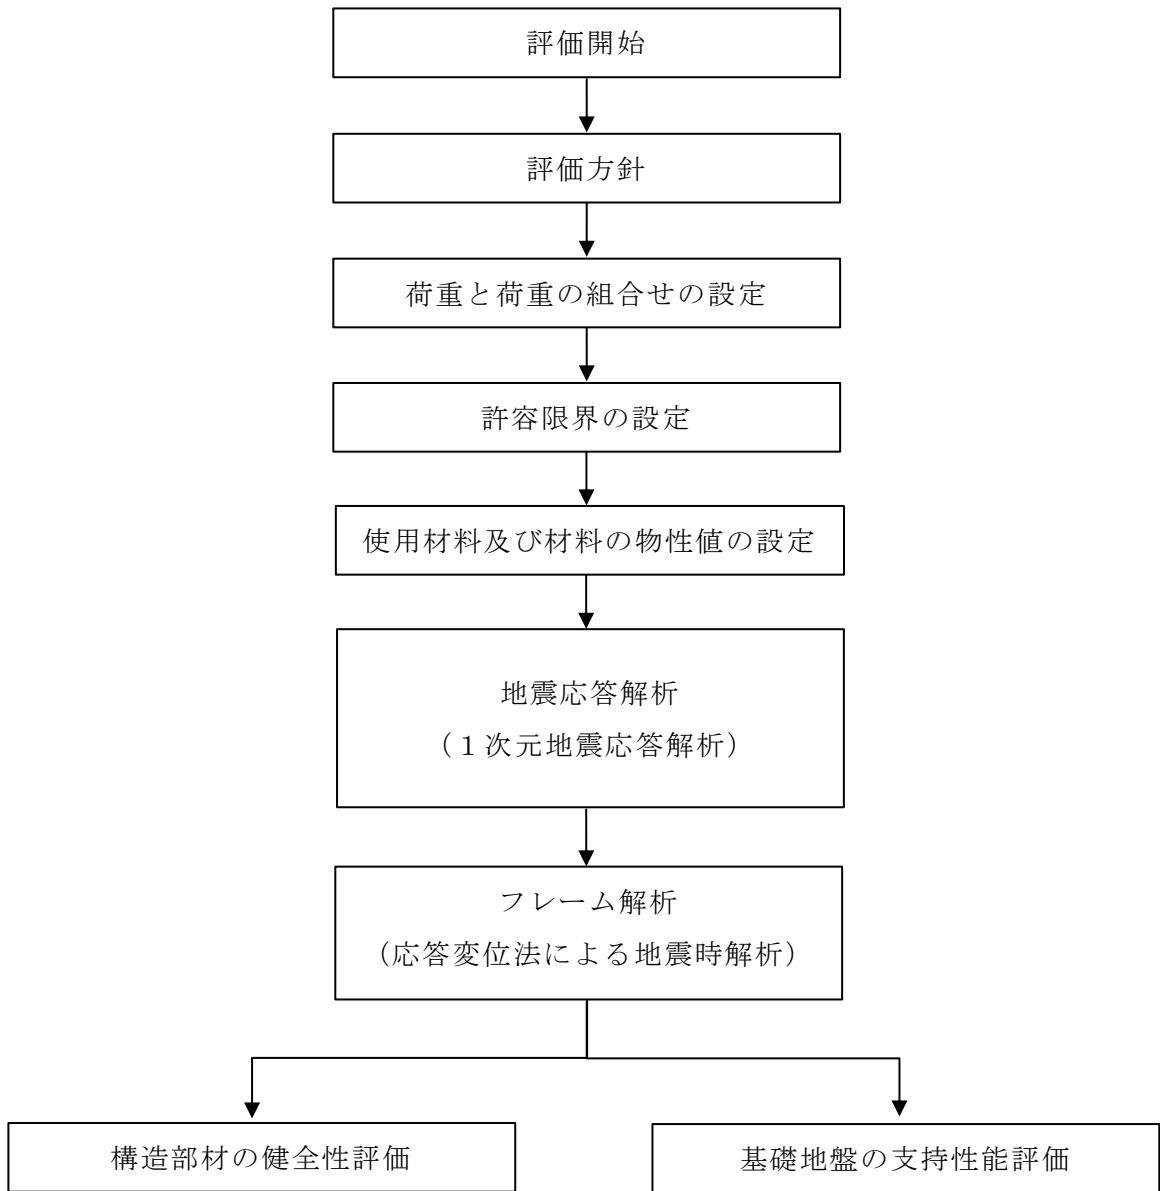 評価開始
評価方針
荷重と荷重の組合せの設定
許容限界の設定
使用材料及び材料の物性値の設定
地震応答解析
（１次元地震応答解析）
フレーム解析
（応答変位法による地震時解析）
構造部材の健全性評価
基礎地盤の支持性能評価